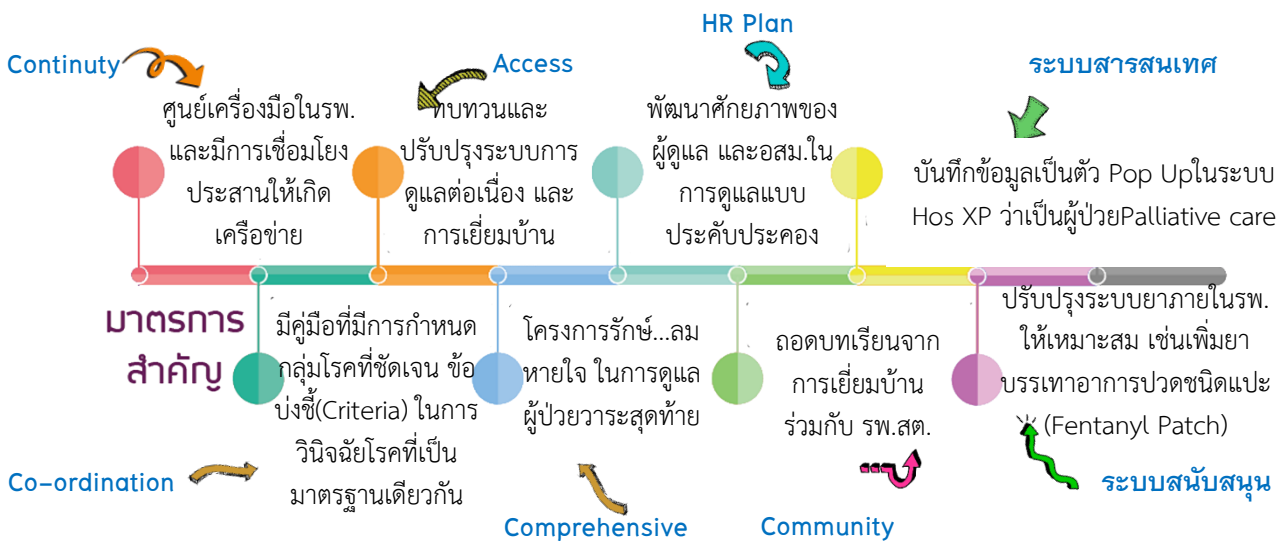 HR Plan
Continuty
Access
ระบบสารสนเทศ
ศูนย์เครื่องมือในรพ.
และมีการเชื่อมโยง
ประสานให้เกิด
เครือข่าย
ทบทวนและ
ปรับปรุงระบบการ
ดูแลต่อเนื่อง และ
การเยี่ยมบ้าน
พัฒนาศักยภาพของ
ผู้ดูแล และอสม.ใน
การดูแลแบบ
ประคับประคอง
บันทึกข้อมูลเป็นตัว Pop Upในระบบ
Hos XP ว่าเป็นผู้ป่วยPalliative care
มาตรการ
สำคัญ
มีคู่มือที่มีการกำหนด
กลุ่มโรคที่ชัดเจน ข้อ
บ่งชี้(Criteria) ในการ
วินิจฉัยโรคที่เป็น
มาตรฐานเดียวกัน
โครงการรักษ์...ลม
หายใจ ในการดูแล
ผู้ป่วยวาระสุดท้าย
ถอดบทเรียนจาก
การเยี่ยมบ้าน
ร่วมกับ รพ.สต.
ปรับปรุงระบบยาภายในรพ.
ให้เหมาะสม เช่นเพิ่มยา
บรรเทาอาการปวดชนิดแปะ
(Fentanyl Patch)
Co-ordination
Comprehensive
Community
ระบบสนับสนุน